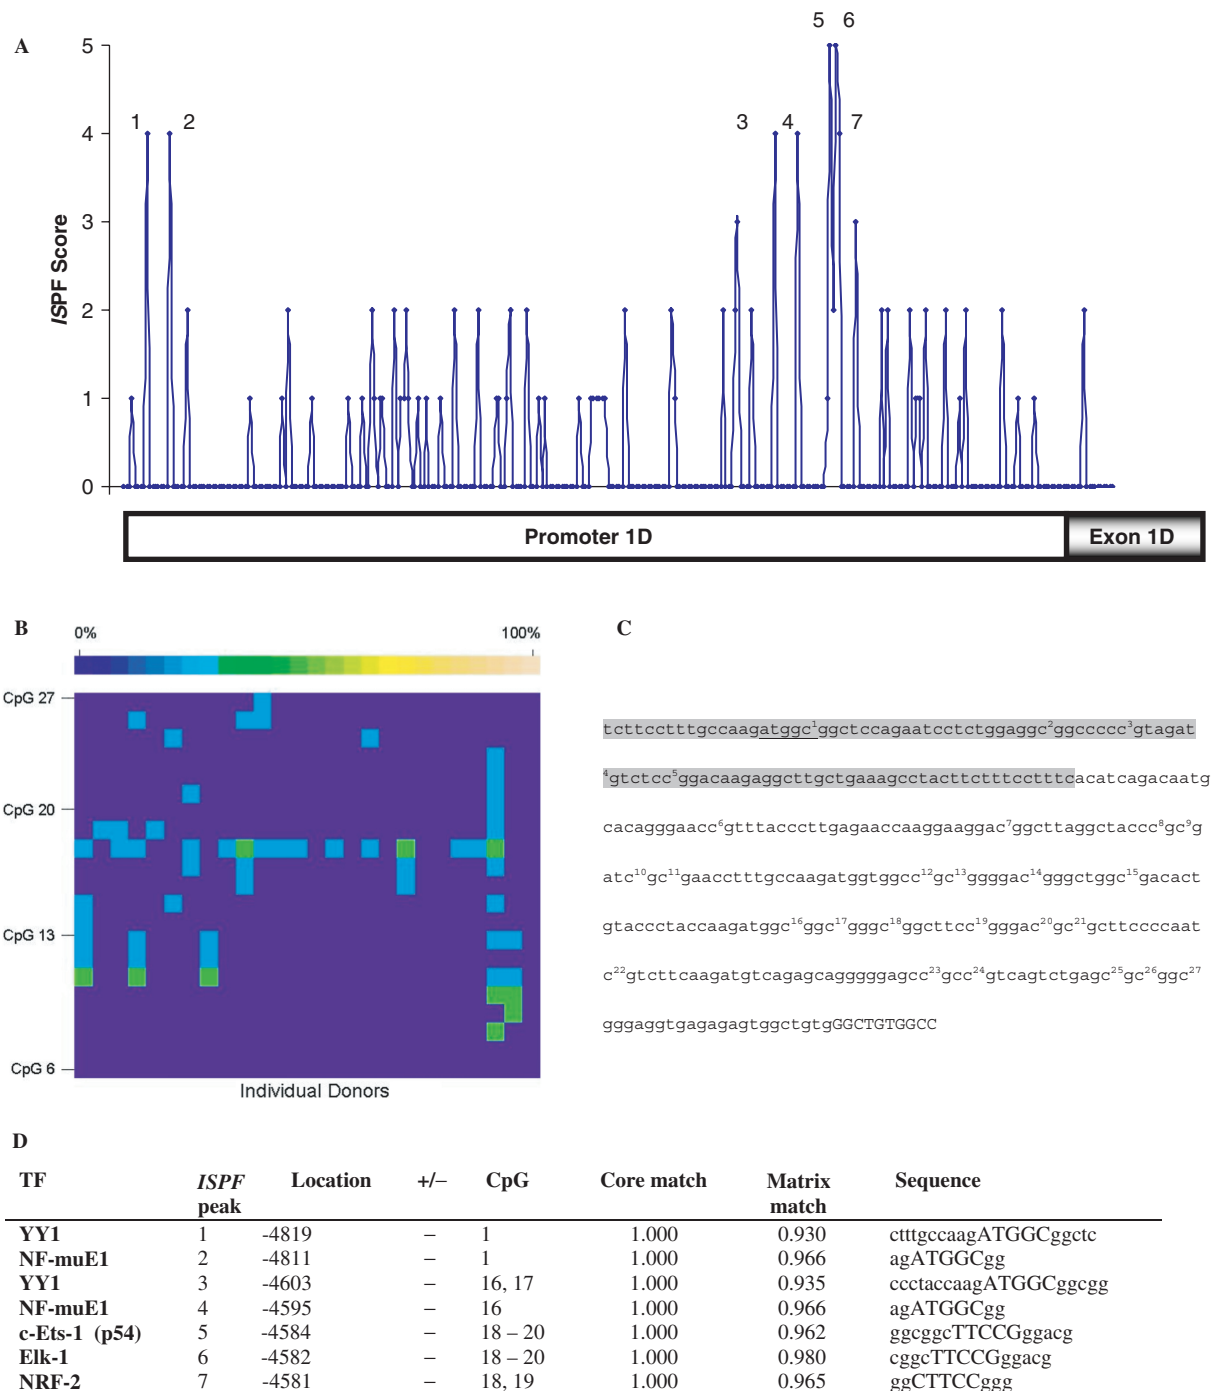 A
5 6
5
1 2 3 4 7
4
3
2
1
0
ISPF Score
Promoter 1D Exon 1D
B
0% 100%
CpG 27
CpG 20
CpG 13
CpG 6
Individual Donors
C
tcttcctttgccaagatggc¹ggctccagaatcctctggaggc²ggccccc³gtagat
⁴gtctccc⁵ggacaagaggcttgctgaaagcctacttctttcctttcacatcagacaatg
cacagggaacc⁶gtttacccttgagaaccaaggaaggac⁷ggcttaggctaccc⁸gc⁹g
atc¹⁰gc¹¹gaacctttgccaagatggtggcc¹²gc¹³ggggac¹⁴gggctggc¹⁵gacact
gtaccctaccaagatggc¹⁶ggc¹⁷gggc¹⁸ggcttcc¹⁹gggac²⁰gc²¹gcttccccaat
c²²gtcttcaagatgtcagagcagggggagcc²³gcc²⁴gtcagtctgagc²⁵gc²⁶ggc²⁷
gggaggtgagagagtggctgtgGGCTGTGGCC
D
TF ISPF peak Location +/− CpG Core match Matrix match Sequence
YY1 1 -4819 − 1 1.000 0.930 ctttgccaagATGGCggctc
NF-muE1 2 -4811 − 1 1.000 0.966 agATGGCgg
YY1 3 -4603 − 16, 17 1.000 0.935 ccctaccaagATGGCggcgg
NF-muE1 4 -4595 − 16 1.000 0.966 agATGGCgg
c-Ets-1 (p54) 5 -4584 − 18 – 20 1.000 0.962 ggcggcTTCCGggacg
Elk-1 6 -4582 − 18 – 20 1.000 0.980 cggcTTCCGggacg
NRF-2 7 -4581 − 18, 19 1.000 0.965 ggCTTCCggg